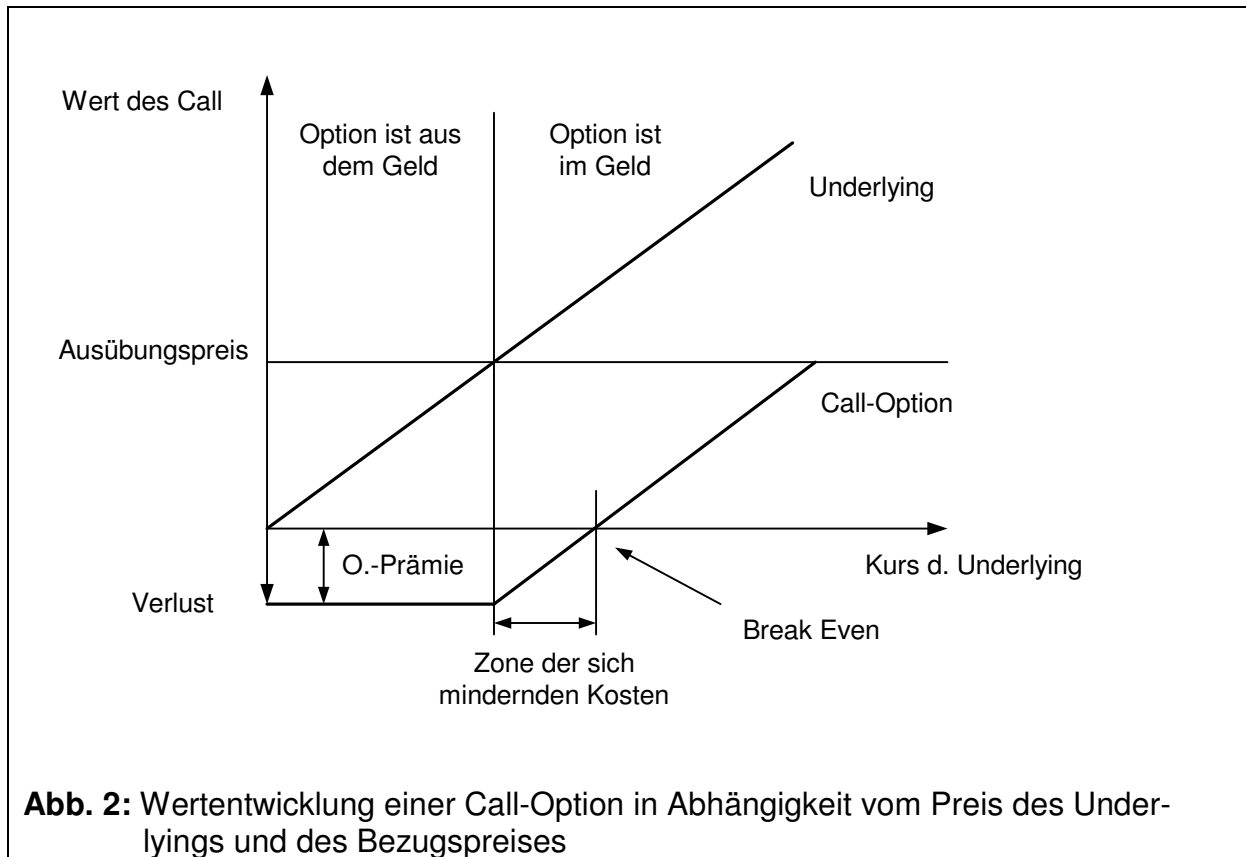 Wert des Call
Option ist aus
dem Geld
Option ist
im Geld
Underlying
Ausübungspreis
Call-Option
O.-Prämie
Kurs d. Underlying
Verlust
Break Even
Zone der sich
mindernden Kosten
Abb. 2: Wertentwicklung einer Call-Option in Abhängigkeit vom Preis des Under-
lyings und des Bezugspreises